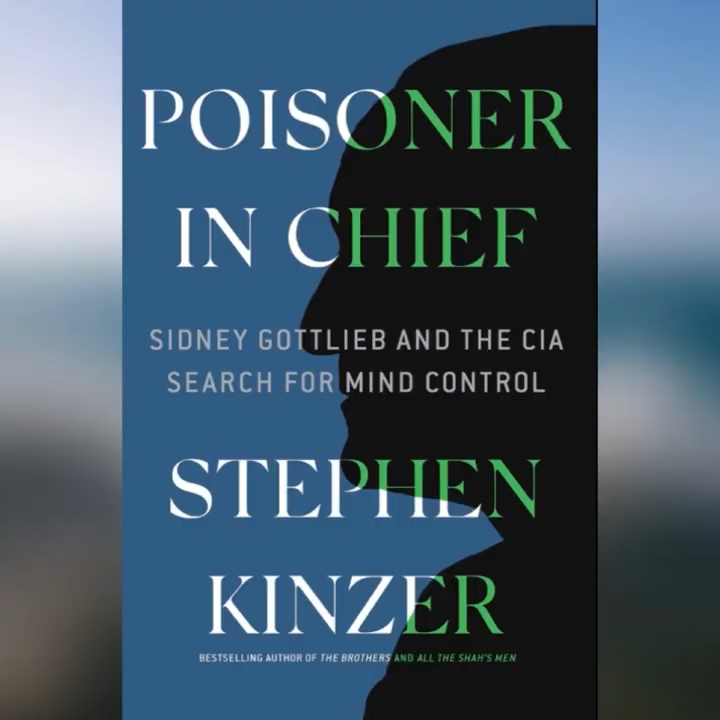 POISONER
IN CHIEF
SIDNEY GOTTLIEB AND THE CIA
SEARCH FOR MIND CONTROL
STEPHEN
KINZER
BESTSELLING AUTHOR OF THE BROTHERS AND ALL THE SHAH'S MEN